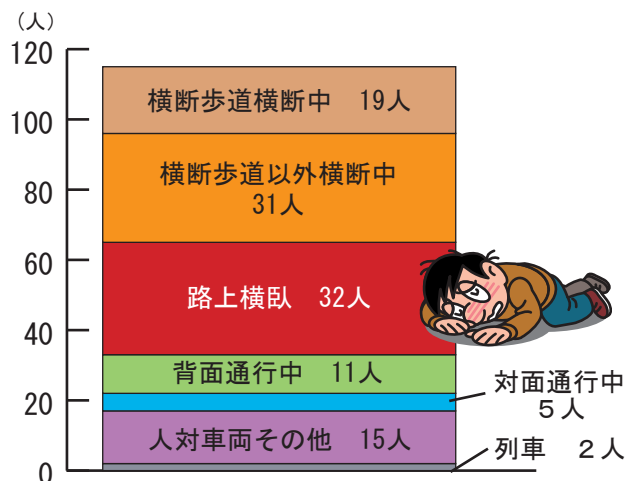 (人)
120
100
80
60
40
20
0
横断歩道横断中 19人
横断歩道以外横断中
31人
路上横臥 32人
背面通行中 11人
対面通行中
5人
人対車両その他 15人
列車 2人